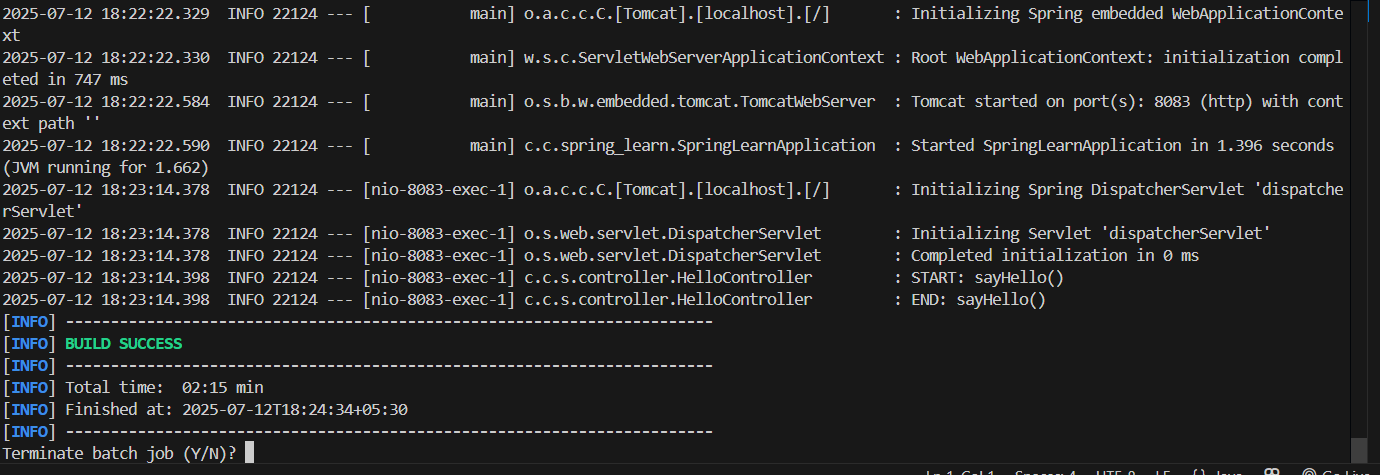 2025-07-12 18:22:22.329  INFO 22124 --- [           main] o.a.c.c.C.[Tomcat].[localhost].[/]       : Initializing Spring embedded WebApplicationConte
xt
2025-07-12 18:22:22.330  INFO 22124 --- [           main] w.s.c.ServletWebServerApplicationContext : Root WebApplicationContext: initialization compl
eted in 747 ms
2025-07-12 18:22:22.584  INFO 22124 --- [           main] o.s.b.w.embedded.tomcat.TomcatWebServer  : Tomcat started on port(s): 8083 (http) with cont
ext path ''
2025-07-12 18:22:22.590  INFO 22124 --- [           main] c.c.spring_learn.SpringLearnApplication  : Started SpringLearnApplication in 1.396 seconds
(JVM running for 1.662)
2025-07-12 18:23:14.378  INFO 22124 --- [nio-8083-exec-1] o.a.c.c.C.[Tomcat].[localhost].[/]       : Initializing Spring DispatcherServlet 'dispatche
rServlet'
2025-07-12 18:23:14.378  INFO 22124 --- [nio-8083-exec-1] o.s.web.servlet.DispatcherServlet        : Initializing Servlet 'dispatcherServlet'
2025-07-12 18:23:14.378  INFO 22124 --- [nio-8083-exec-1] o.s.web.servlet.DispatcherServlet        : Completed initialization in 0 ms
2025-07-12 18:23:14.398  INFO 22124 --- [nio-8083-exec-1] c.c.s.controller.HelloController         : START: sayHello()
2025-07-12 18:23:14.398  INFO 22124 --- [nio-8083-exec-1] c.c.s.controller.HelloController         : END: sayHello()
[INFO] ------------------------------------------------------------------------
[INFO] BUILD SUCCESS
[INFO] ------------------------------------------------------------------------
[INFO] Total time:  02:15 min
[INFO] Finished at: 2025-07-12T18:24:34+05:30
[INFO] ------------------------------------------------------------------------
Terminate batch job (Y/N)?